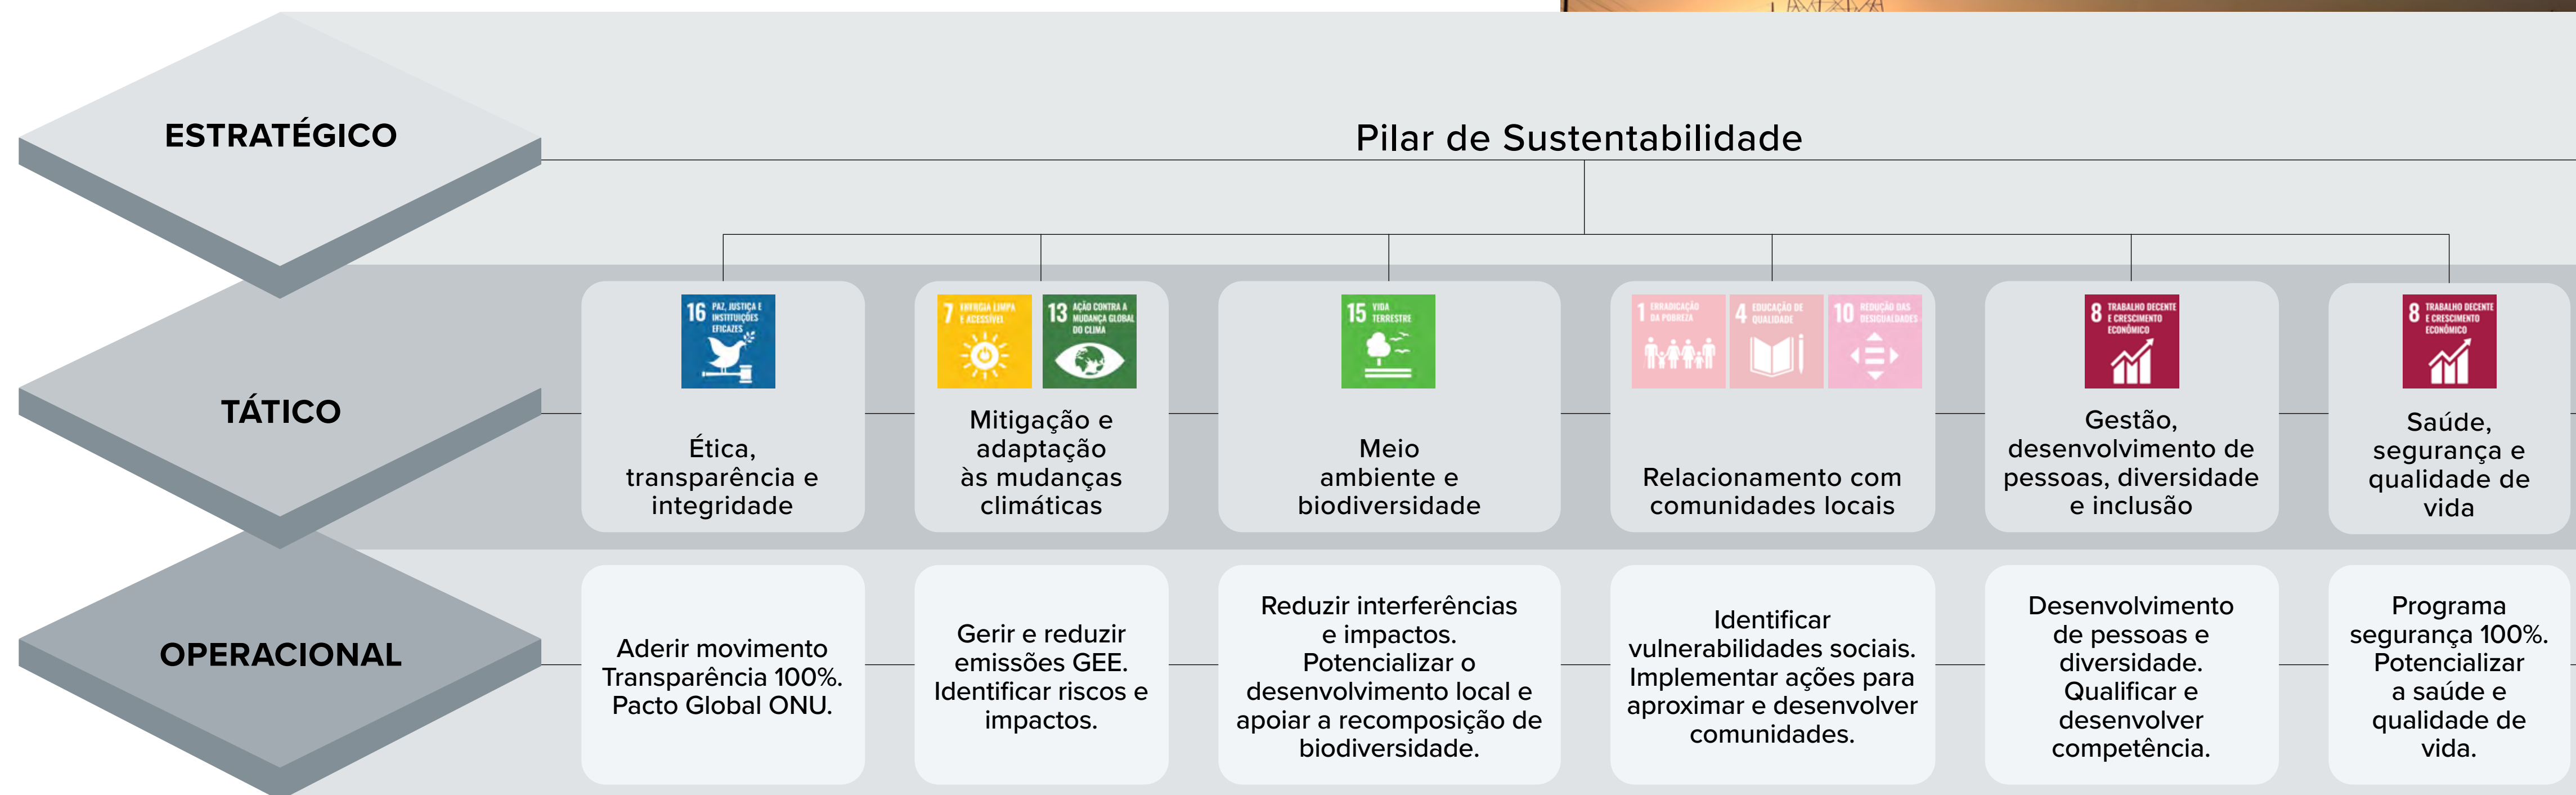 ESTRATÉGICO
Pilar de Sustentabilidade
TÁTICO
16 PAZ, JUSTIÇA E
INSTITUIÇÕES
EFICAZES
Ética,
transparência e
integridade
7 ENERGIA LIMPA
E ACESSÍVEL
13 AÇÃO CONTRA A
MUDANÇA GLOBAL
DO CLIMA
Mitigação e
adaptação
às mudanças
climáticas
15 VIDA
TERRESTRE
Meio
ambiente e
biodiversidade
1 ERRADICAÇÃO
DA POBREZA
4 EDUCAÇÃO DE
QUALIDADE
10 REDUÇÃO DAS
DESIGUALDADES
Relacionamento com
comunidades locais
8 TRABALHO DECENTE
E CRESCIMENTO
ECONÔMICO
Gestão,
desenvolvimento de
pessoas, diversidade
e inclusão
8 TRABALHO DECENTE
E CRESCIMENTO
ECONÔMICO
Saúde,
segurança e
qualidade de
vida
OPERACIONAL
Aderir movimento
Transparência 100%.
Pacto Global ONU.
Gerir e reduzir
emissões GEE.
Identificar riscos e
impactos.
Reduzir interferências
e impactos.
Potencializar o
desenvolvimento local e
apoiar a recomposição de
biodiversidade.
Identificar
vulnerabilidades sociais.
Implementar ações para
aproximar e desenvolver
comunidades.
Desenvolvimento
de pessoas e
diversidade.
Qualificar e
desenvolver
competência.
Programa
segurança 100%.
Potencializar
a saúde e
qualidade de
vida.